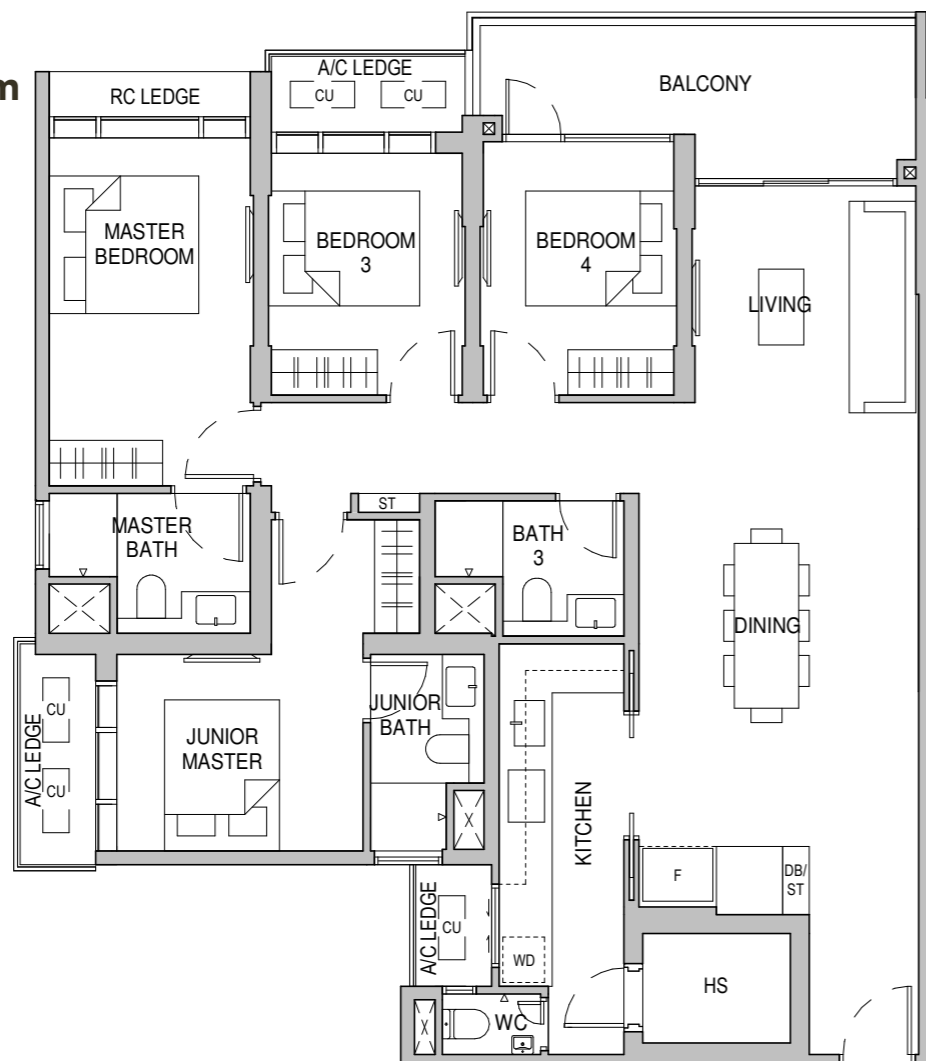 m
RC LEDGE
A/C LEDGE
CU
CU
BALCONY
MASTER
BEDROOM
BEDROOM
3
BEDROOM
4
LIVING
ST
MASTER
BATH
BATH
3
DINING
A/C LEDGE
CU
CU
JUNIOR
MASTER
JUNIOR
BATH
KITCHEN
F
DB/
ST
A/C LEDGE
CU
WD
HS
WC